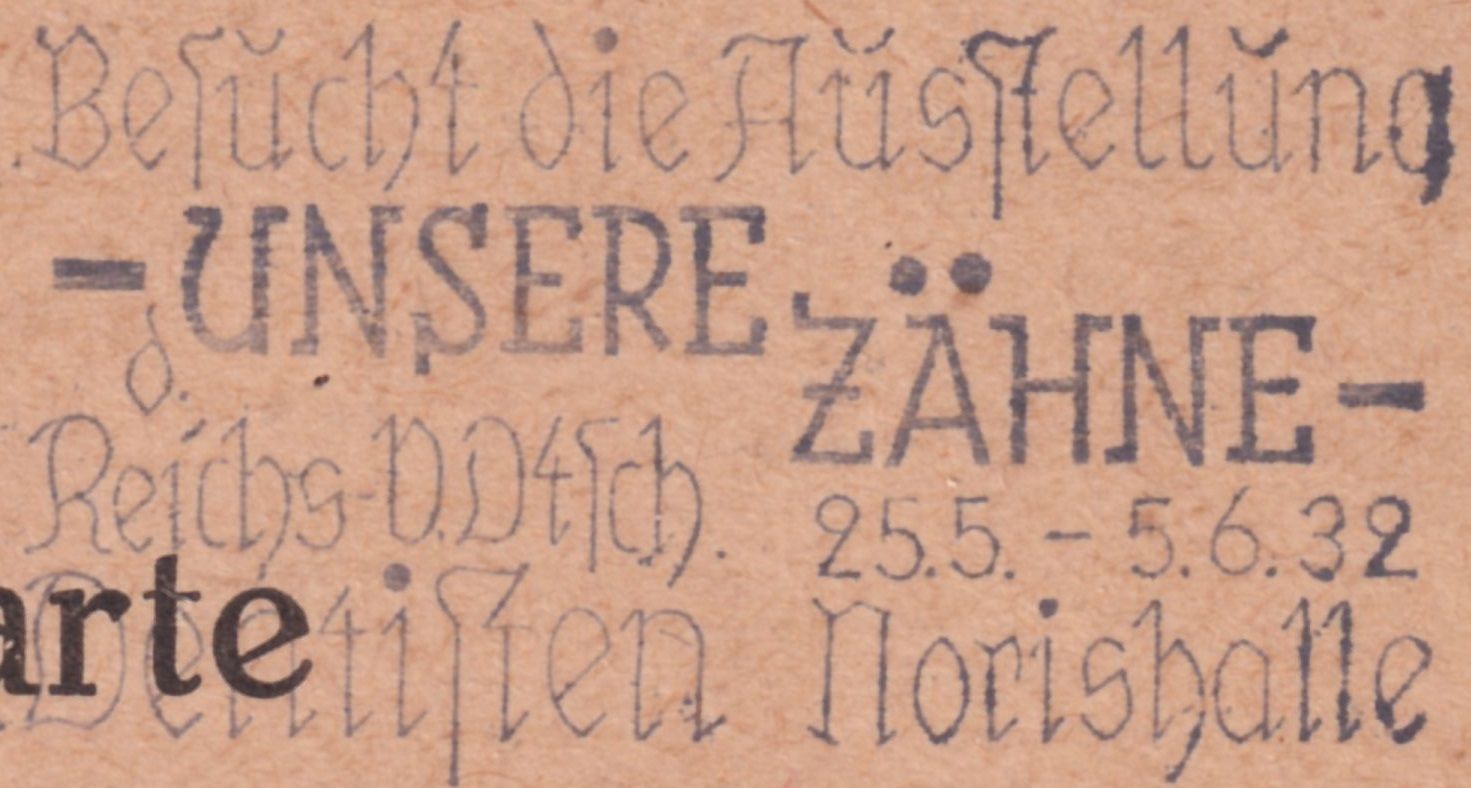 Besucht die Ausstellung
- UNSERE ZÄHNE -
d.
Reichs-V.Dtsch. 25.5. - 5.6.32
Dentisten Norishalle
arte